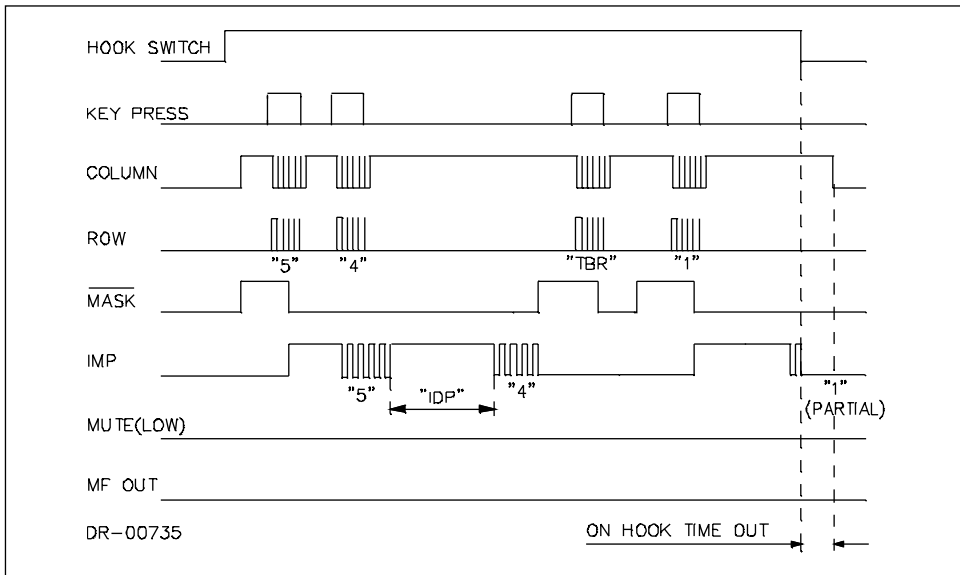 HOOK SWITCH
KEY PRESS
COLUMN
ROW
"5" "4" "TBR" "1"
MASK
IMP
"5" "IDP" "4" "1"
(PARTIAL)
MUTE(LOW)
MF OUT
DR-00735 ON HOOK TIME OUT